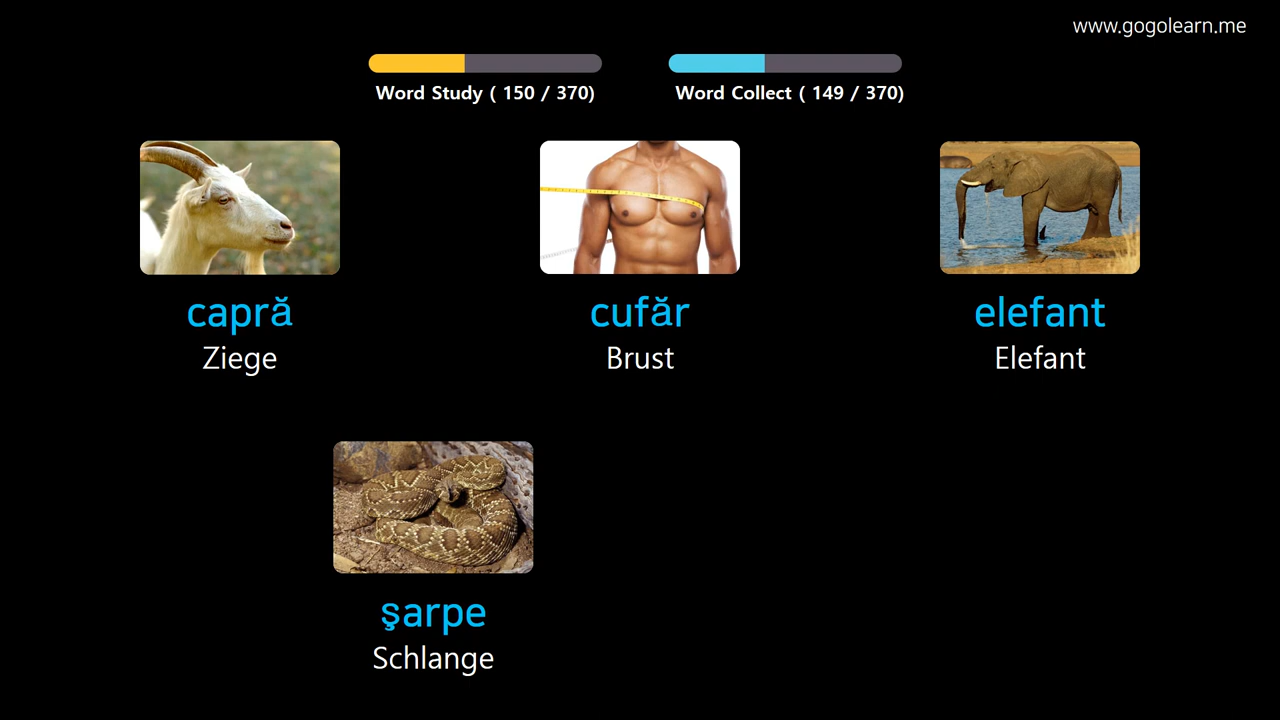 www.gogolearn.me
Word Study ( 150 / 370)
Word Collect ( 149 / 370)
capră
Ziege
cufăr
Brust
elefant
Elefant
şarpe
Schlange